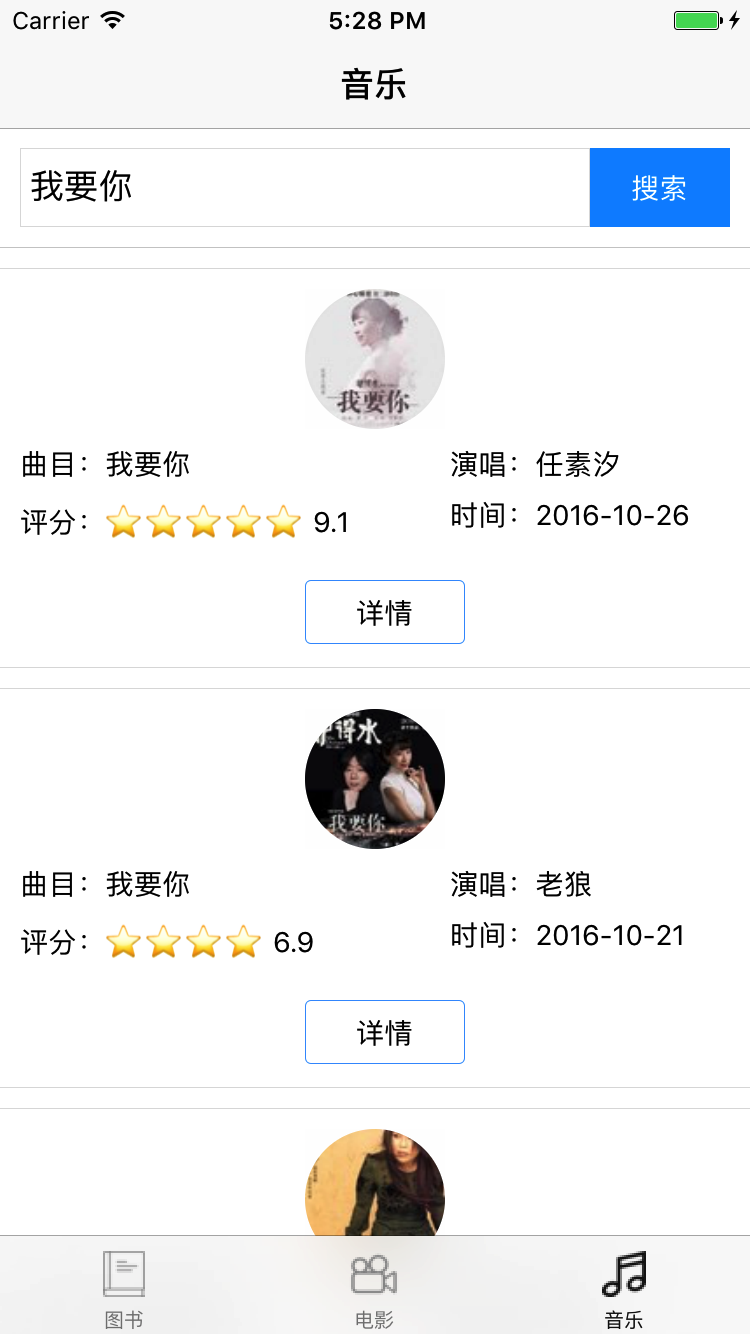 Carrier 5:28 PM
音乐
我要你 搜索
我要你
曲目：我要你 演唱：任素汐
评分：⭐⭐⭐⭐⭐ 9.1 时间：2016-10-26
详情
得水
我要你
曲目：我要你 演唱：老狼
评分：⭐⭐⭐⭐ 6.9 时间：2016-10-21
详情
图书 电影 音乐